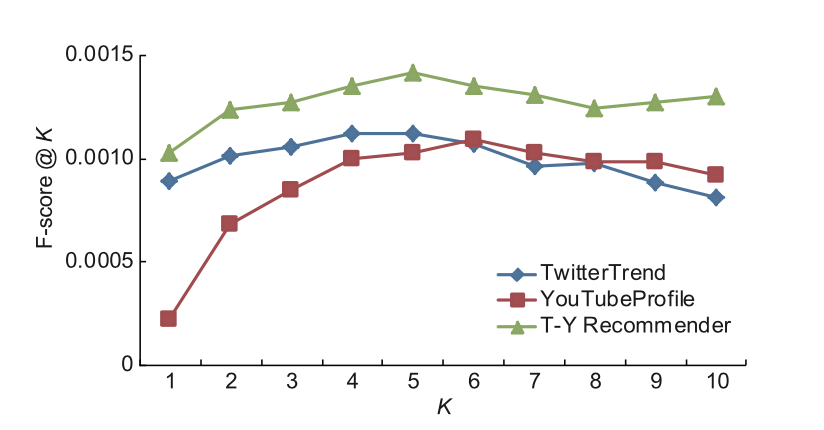 0.0015
0.0010
0.0005
0
F-score @ K
TwitterTrend
YouTubeProfile
T-Y Recommender
1 2 3 4 5 6 7 8 9 10
K